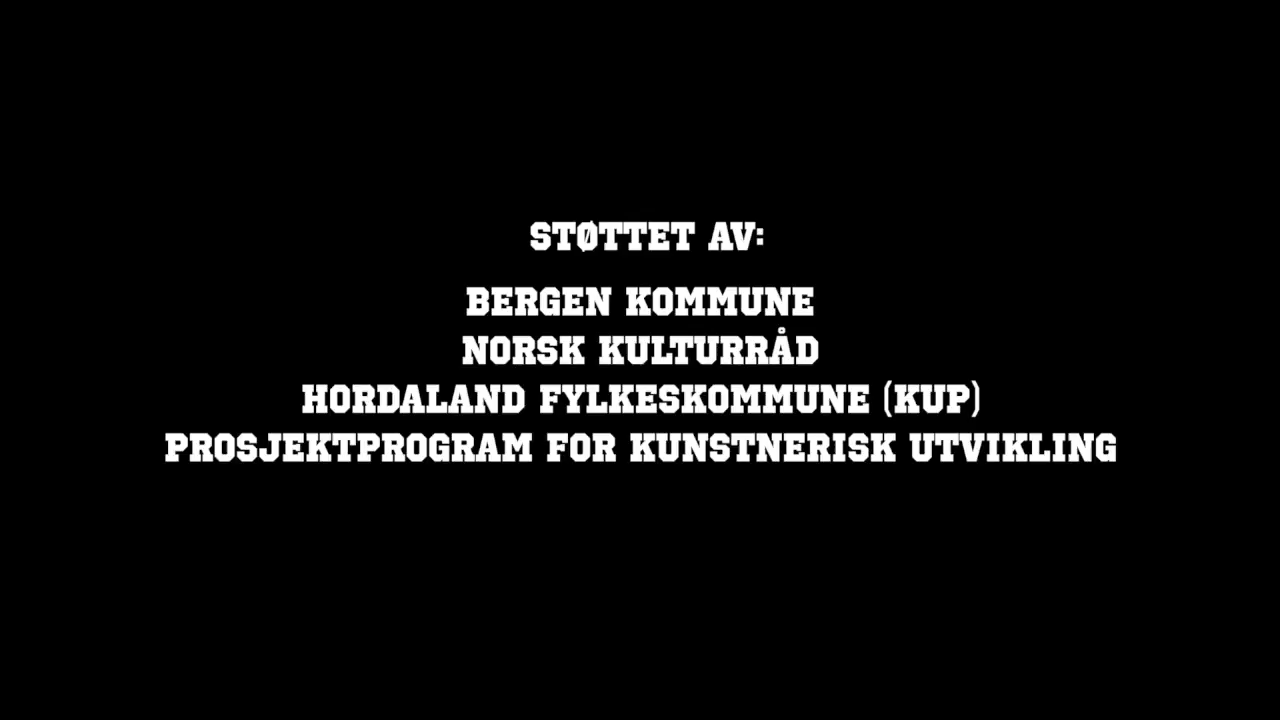 STØTTET AV:
BERGEN KOMMUNE
NORSK KULTURRÅD
HORDALAND FYLKESKOMMUNE (KUP)
PROSJEKTPROGRAM FOR KUNSTNERISK UTVIKLING